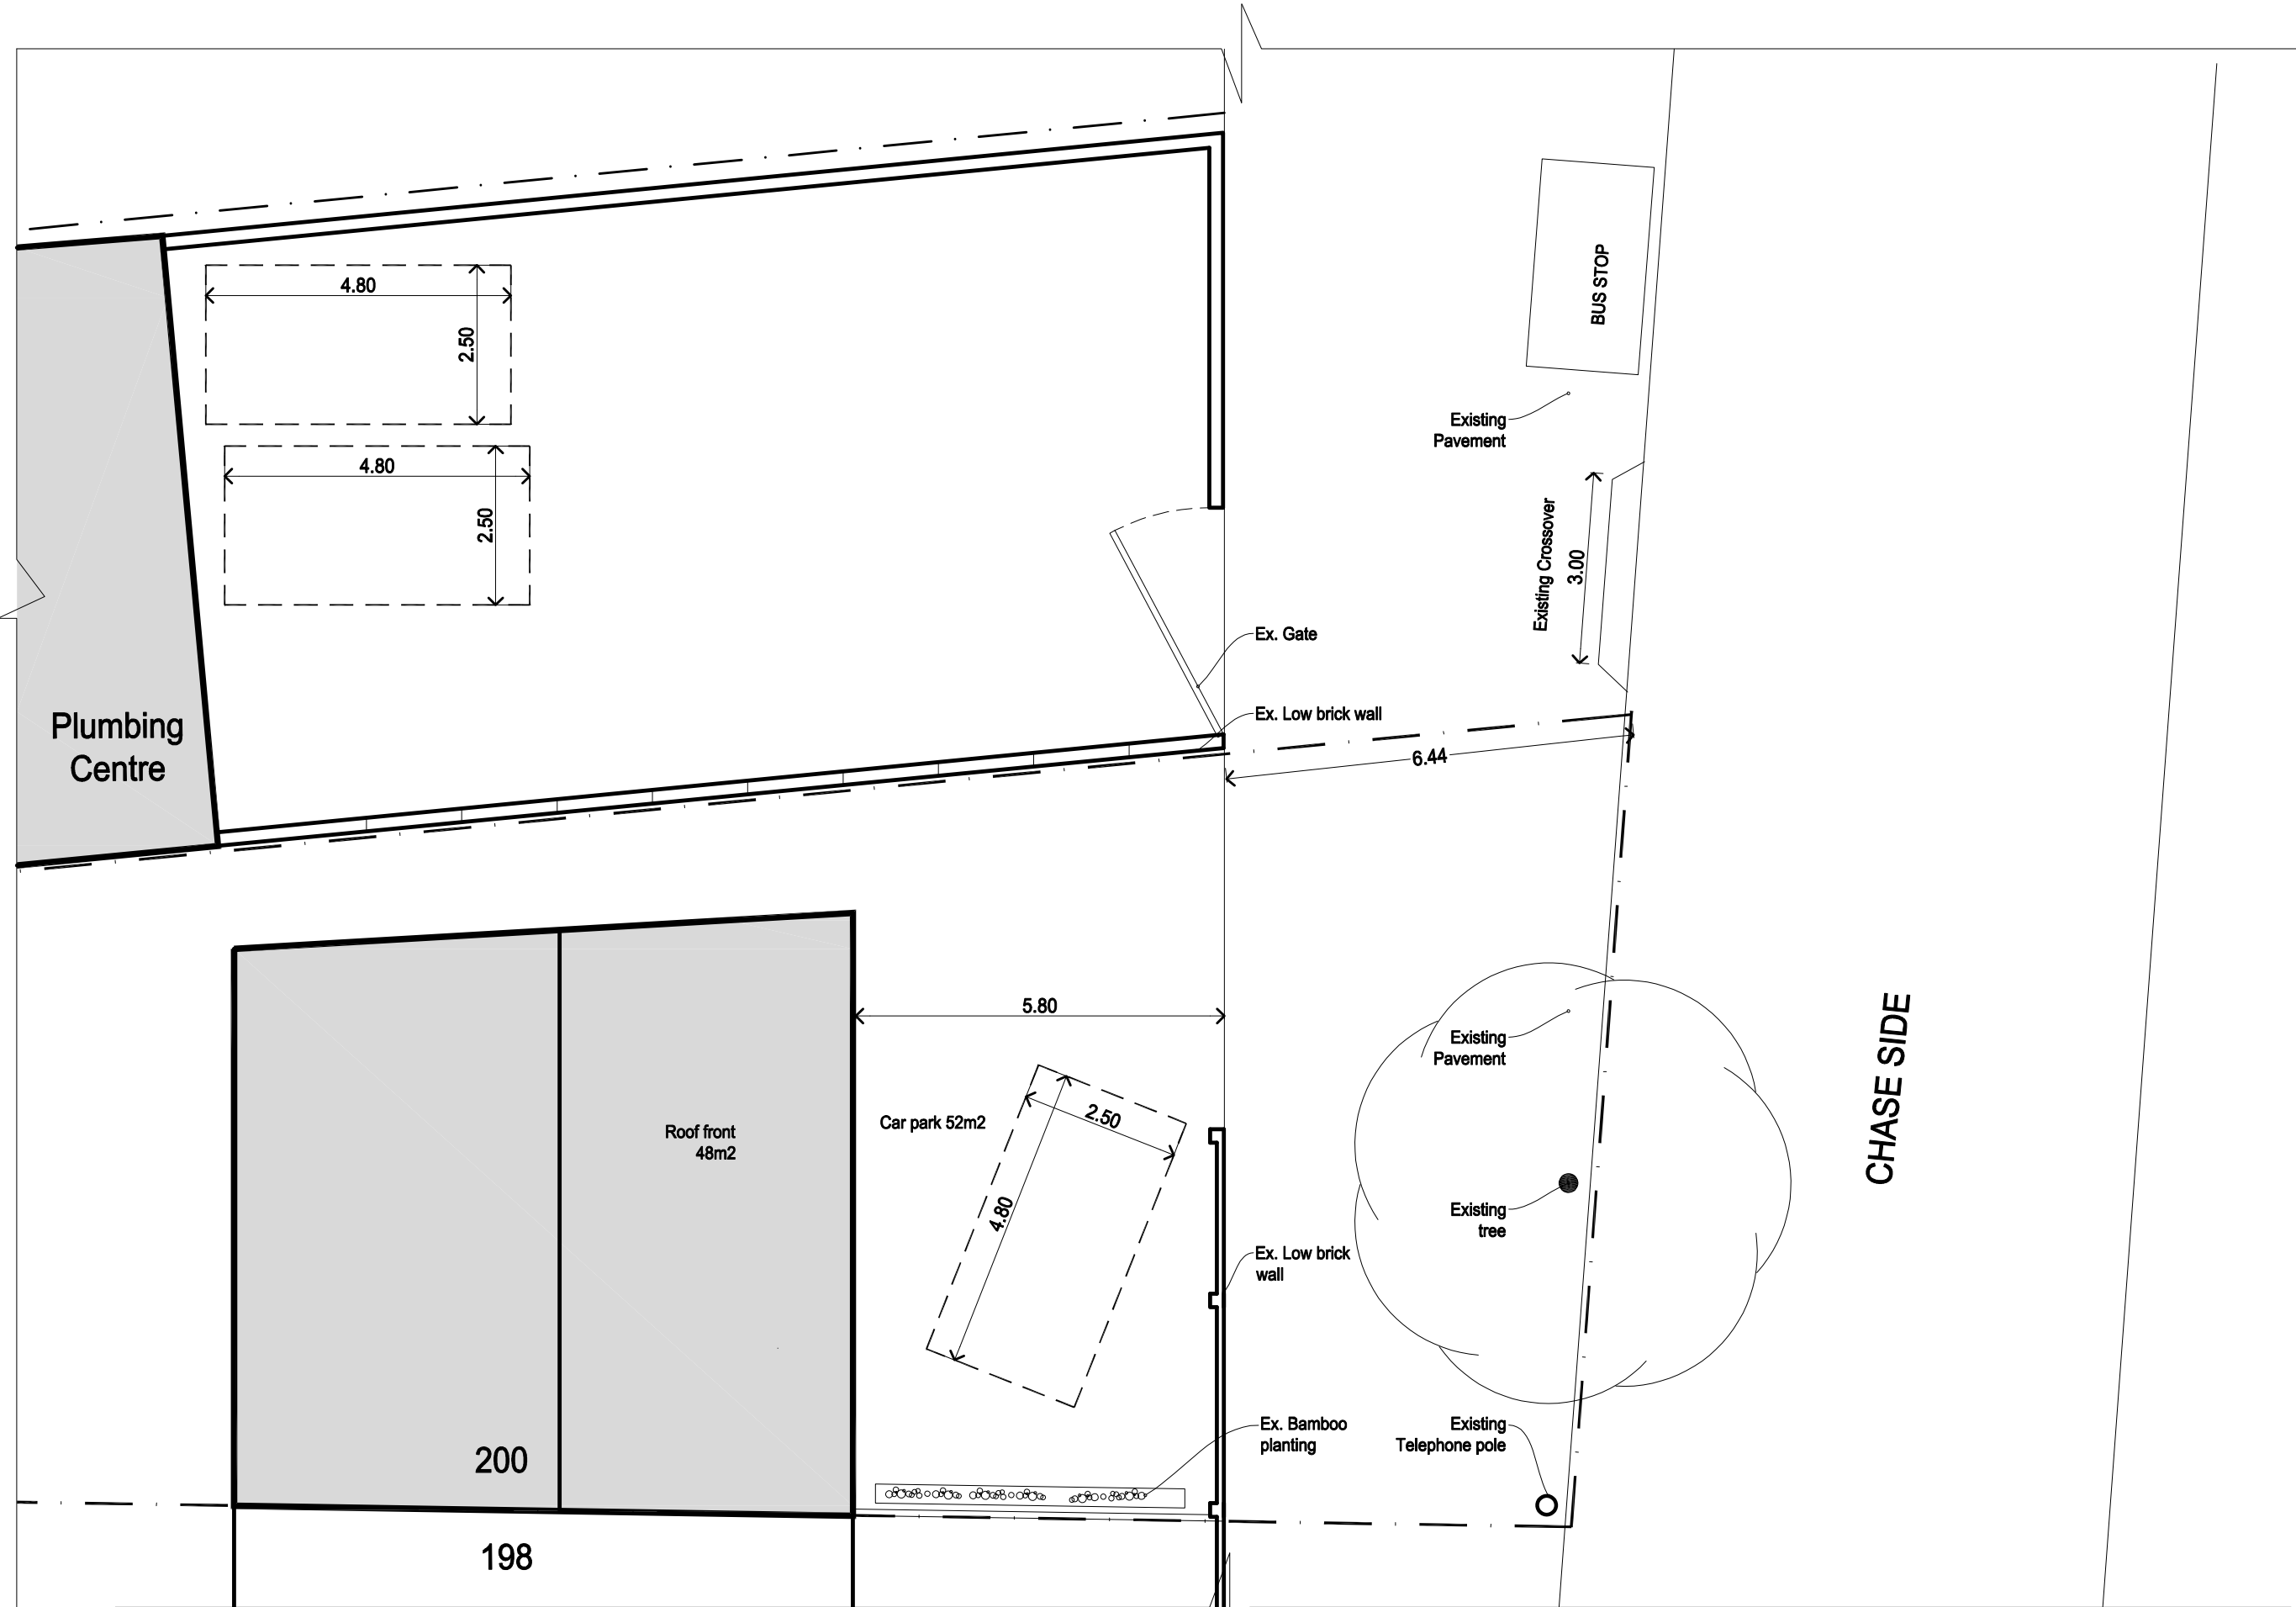 4.80
2.50
4.80
2.50
BUS STOP
Existing
Pavement
Existing Crossover
3.00
Ex. Gate
Ex. Low brick wall
6.44
Plumbing
Centre
5.80
Car park 52m2
2.50
4.80
Roof front
48m2
Existing
Pavement
CHASE SIDE
Existing
tree
Ex. Low brick
wall
Ex. Bamboo
planting
Existing
Telephone pole
200
198